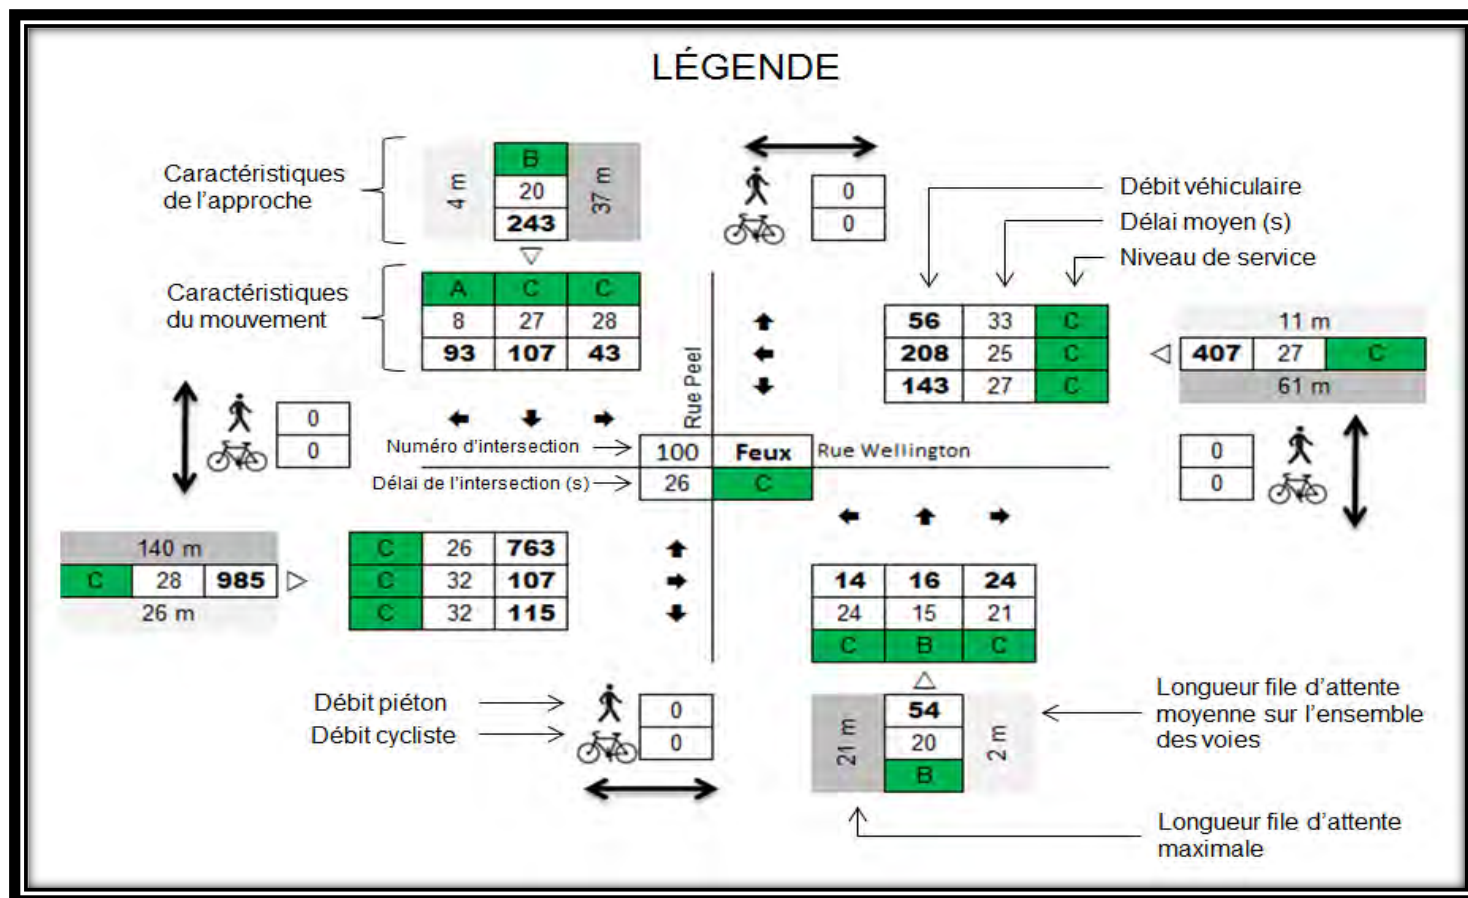 LÉGENDE
Caractéristiques
de l'approche
4 m
B
20
243
37 m
0
0
Débit véhiculaire
Délai moyen (s)
Niveau de service
Caractéristiques
du mouvement
A C C
8 27 28
93 107 43
Rue Peel
56 33 C
208 25 C
143 27 C
11 m
407 27 C
61 m
0
0
Numéro d'intersection
100 Feux
Rue Wellington
Délai de l'intersection (s)
26 C
0
0
140 m
C 28 985
26 m
C 26 763
C 32 107
C 32 115
14 16 24
24 15 21
C B C
Débit piéton
Débit cycliste
0
0
21 m
54
20
B
2 m
Longueur file d'attente
moyenne sur l'ensemble
des voies
Longueur file d'attente
maximale